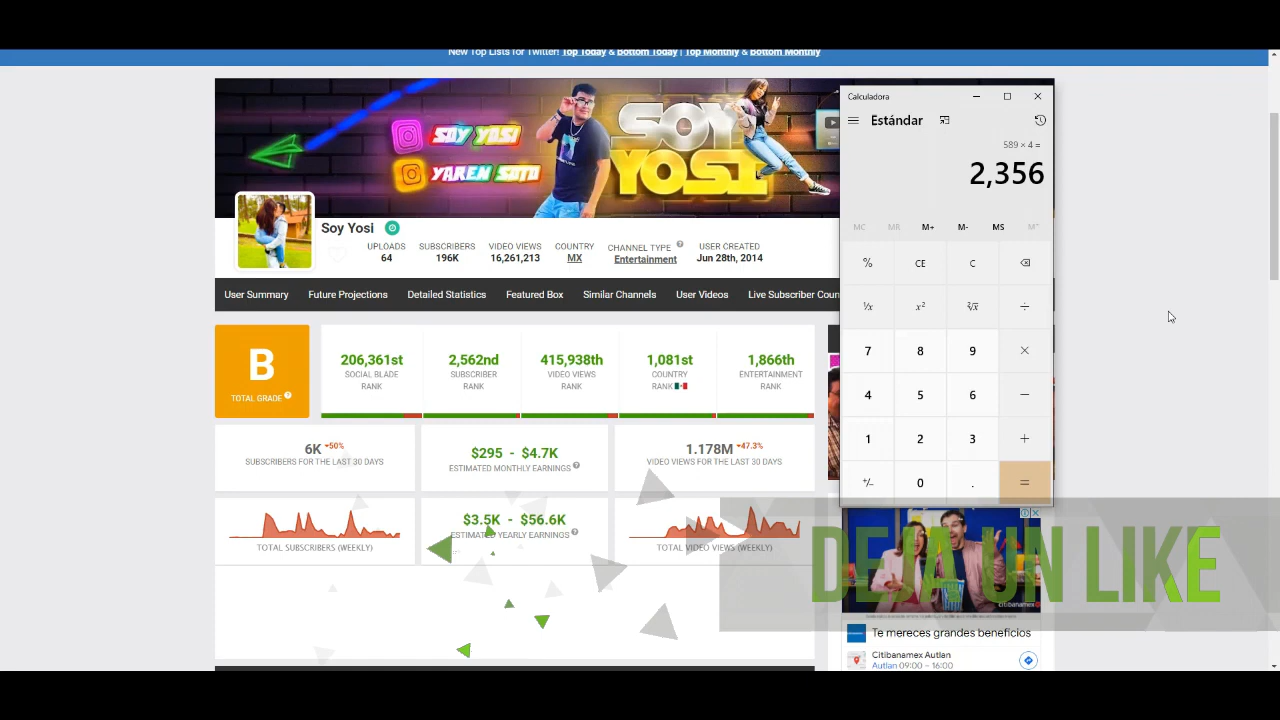 New Top Lists for Twitter! Top Today & Bottom Today | Top Monthly & Bottom Monthly
SOY YOSI
YAREN SOTO
SOY
YOSI
Soy Yosi
UPLOADS
64
SUBSCRIBERS
196K
VIDEO VIEWS
16,261,213
COUNTRY
MX
CHANNEL TYPE
Entertainment
USER CREATED
Jun 28th, 2014
User Summary Future Projections Detailed Statistics Featured Box Similar Channels User Videos Live Subscriber Coun
B
TOTAL GRADE
206,361st
SOCIAL BLADE
RANK
2,562nd
SUBSCRIBER
RANK
415,938th
VIDEO VIEWS
RANK
1,081st
COUNTRY
RANK
1,866th
ENTERTAINMENT
RANK
6K -50%
SUBSCRIBERS FOR THE LAST 30 DAYS
$295 - $4.7K
ESTIMATED MONTHLY EARNINGS
1.178M -47.3%
VIDEO VIEWS FOR THE LAST 30 DAYS
TOTAL SUBSCRIBERS (WEEKLY)
$3.5K - $56.6K
ESTIMATED YEARLY EARNINGS
TOTAL VIDEO VIEWS (WEEKLY)
Calculadora
Estándar
589 × 4 =
2,356
MC MR M+ M- MS
% CE C
¹/x x² ²√x ÷
7 8 9 ×
4 5 6 −
1 2 3 +
+/− 0 . =
DEJA UN LIKE
citibanamex
Te mereces grandes beneficios
Citibanamex Autlan
Autlan 09:00 – 16:00